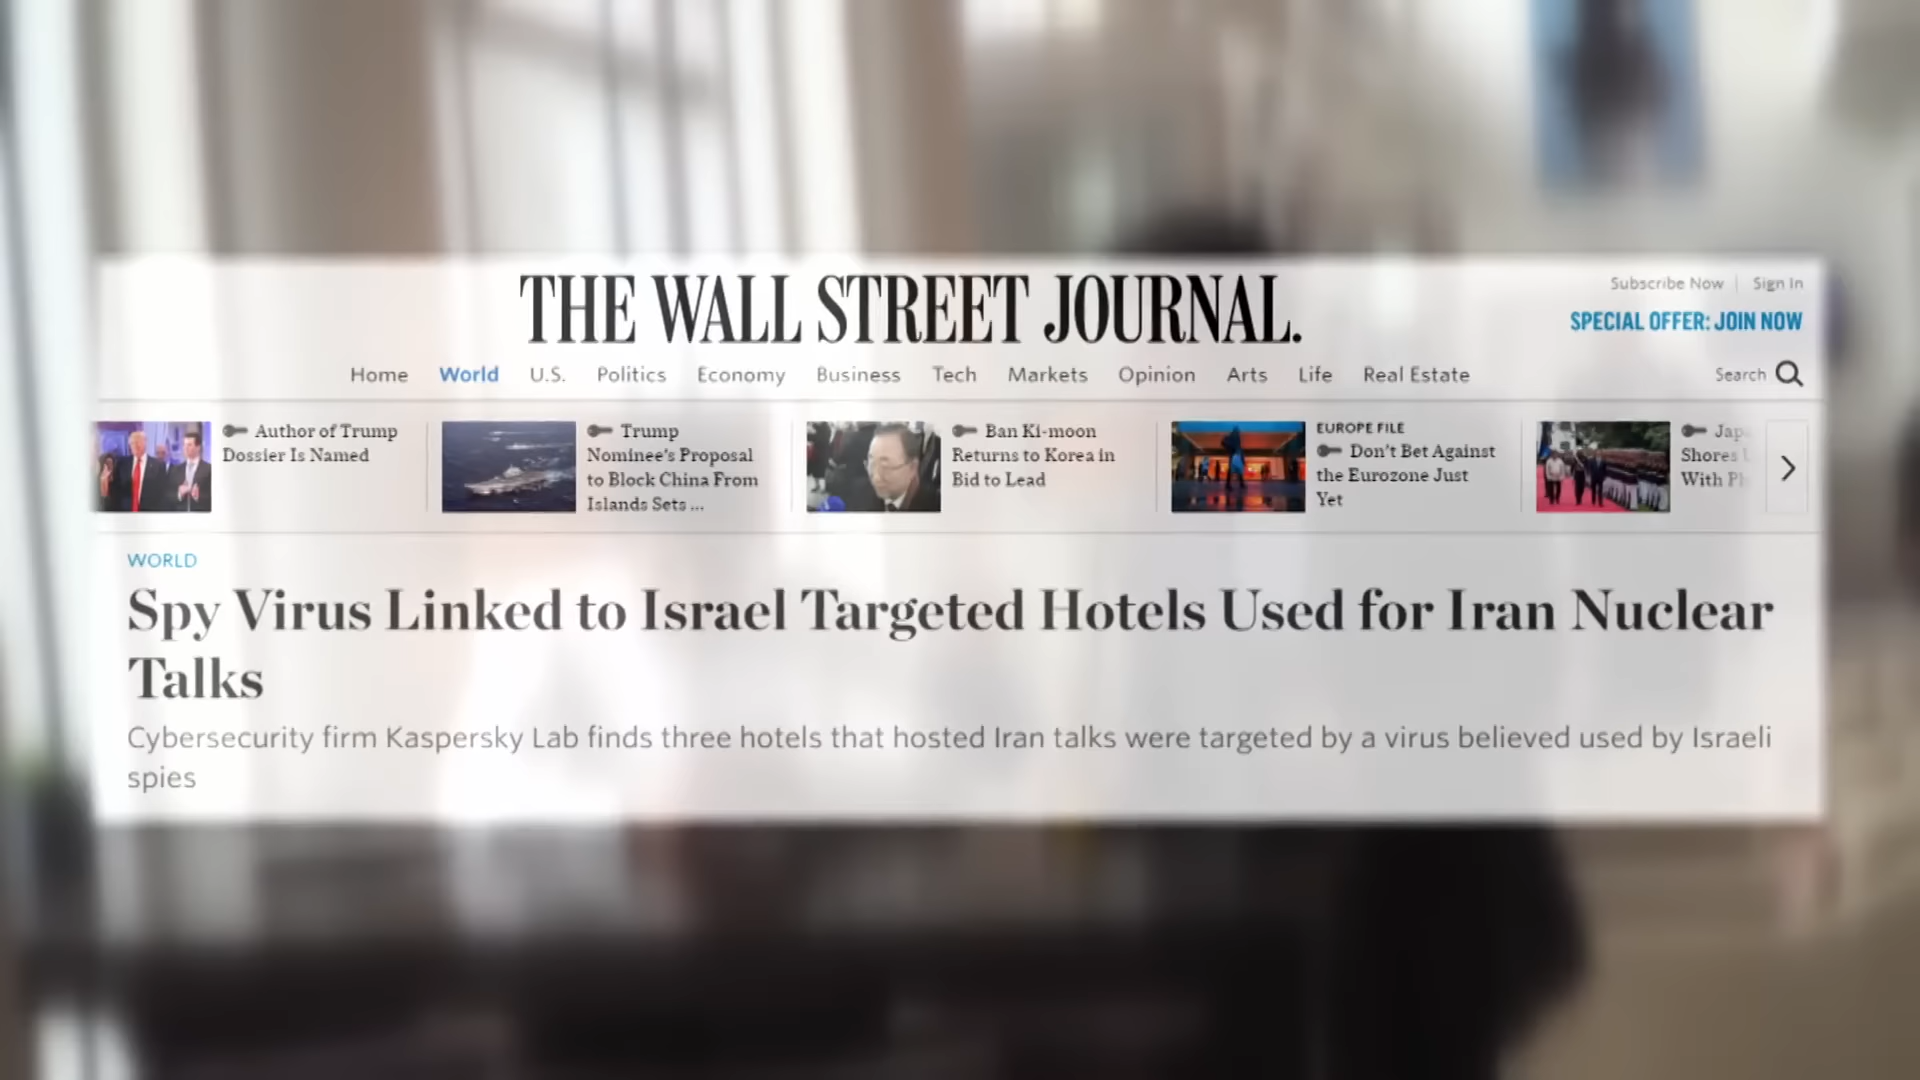 THE WALL STREET JOURNAL.
Subscribe Now | Sign In
SPECIAL OFFER: JOIN NOW
Home World U.S. Politics Economy Business Tech Markets Opinion Arts Life Real Estate
Search
Author of Trump
Dossier Is Named
Trump
Nominee's Proposal
to Block China From
Islands Sets ...
Ban Ki-moon
Returns to Korea in
Bid to Lead
EUROPE FILE
Don't Bet Against
the Eurozone Just
Yet
Shores
With
WORLD
Spy Virus Linked to Israel Targeted Hotels Used for Iran Nuclear
Talks
Cybersecurity firm Kaspersky Lab finds three hotels that hosted Iran talks were targeted by a virus believed used by Israeli
spies